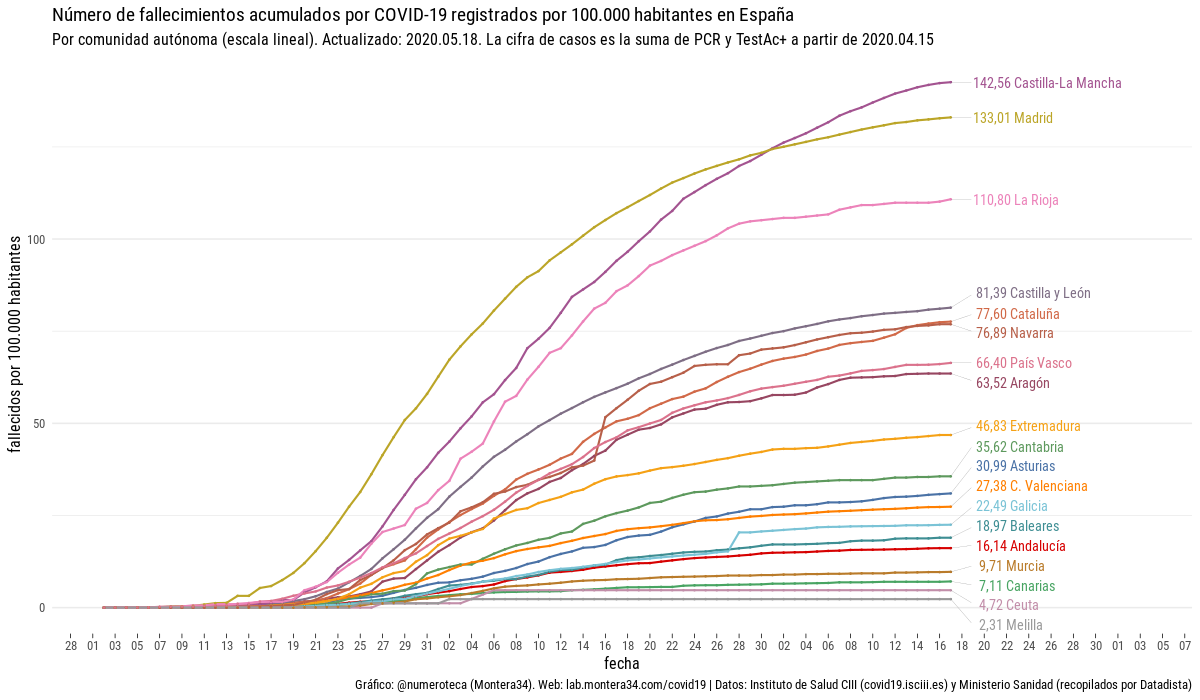 Número de fallecimientos acumulados por COVID-19 registrados por 100.000 habitantes en España
Por comunidad autónoma (escala lineal). Actualizado: 2020.05.18. La cifra de casos es la suma de PCR y TestAc+ a partir de 2020.04.15
142,56 Castilla-La Mancha
133,01 Madrid
110,80 La Rioja
81,39 Castilla y León
77,60 Cataluña
76,89 Navarra
66,40 País Vasco
63,52 Aragón
46,83 Extremadura
35,62 Cantabria
30,99 Asturias
27,38 C. Valenciana
22,49 Galicia
18,97 Baleares
16,14 Andalucía
9,71 Murcia
7,11 Canarias
4,72 Ceuta
2,31 Melilla
fallecidos por 100.000 habitantes
100
50
0
28 01 03 05 07 09 11 13 15 17 19 21 23 25 27 29 31 02 04 06 08 10 12 14 16 18 20 22 24 26 28 30 02 04 06 08 10 12 14 16 18 20 22 24 26 28 30 01 03 05 07
fecha
Gráfico: @numeroteca (Montera34). Web: lab.montera34.com/covid19 | Datos: Instituto de Salud CIII (covid19.isciii.es) y Ministerio Sanidad (recopilados por Datadista)